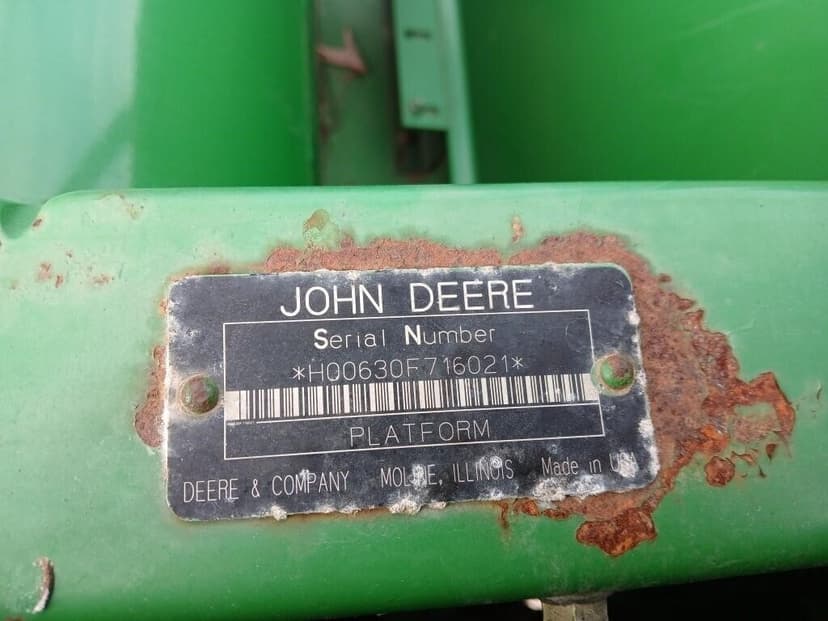 JOHN DEERE
Serial Number
*H00630F716021*
PLATFORM
DEERE & COMPANY MOLINE, ILLINOIS Made in USA